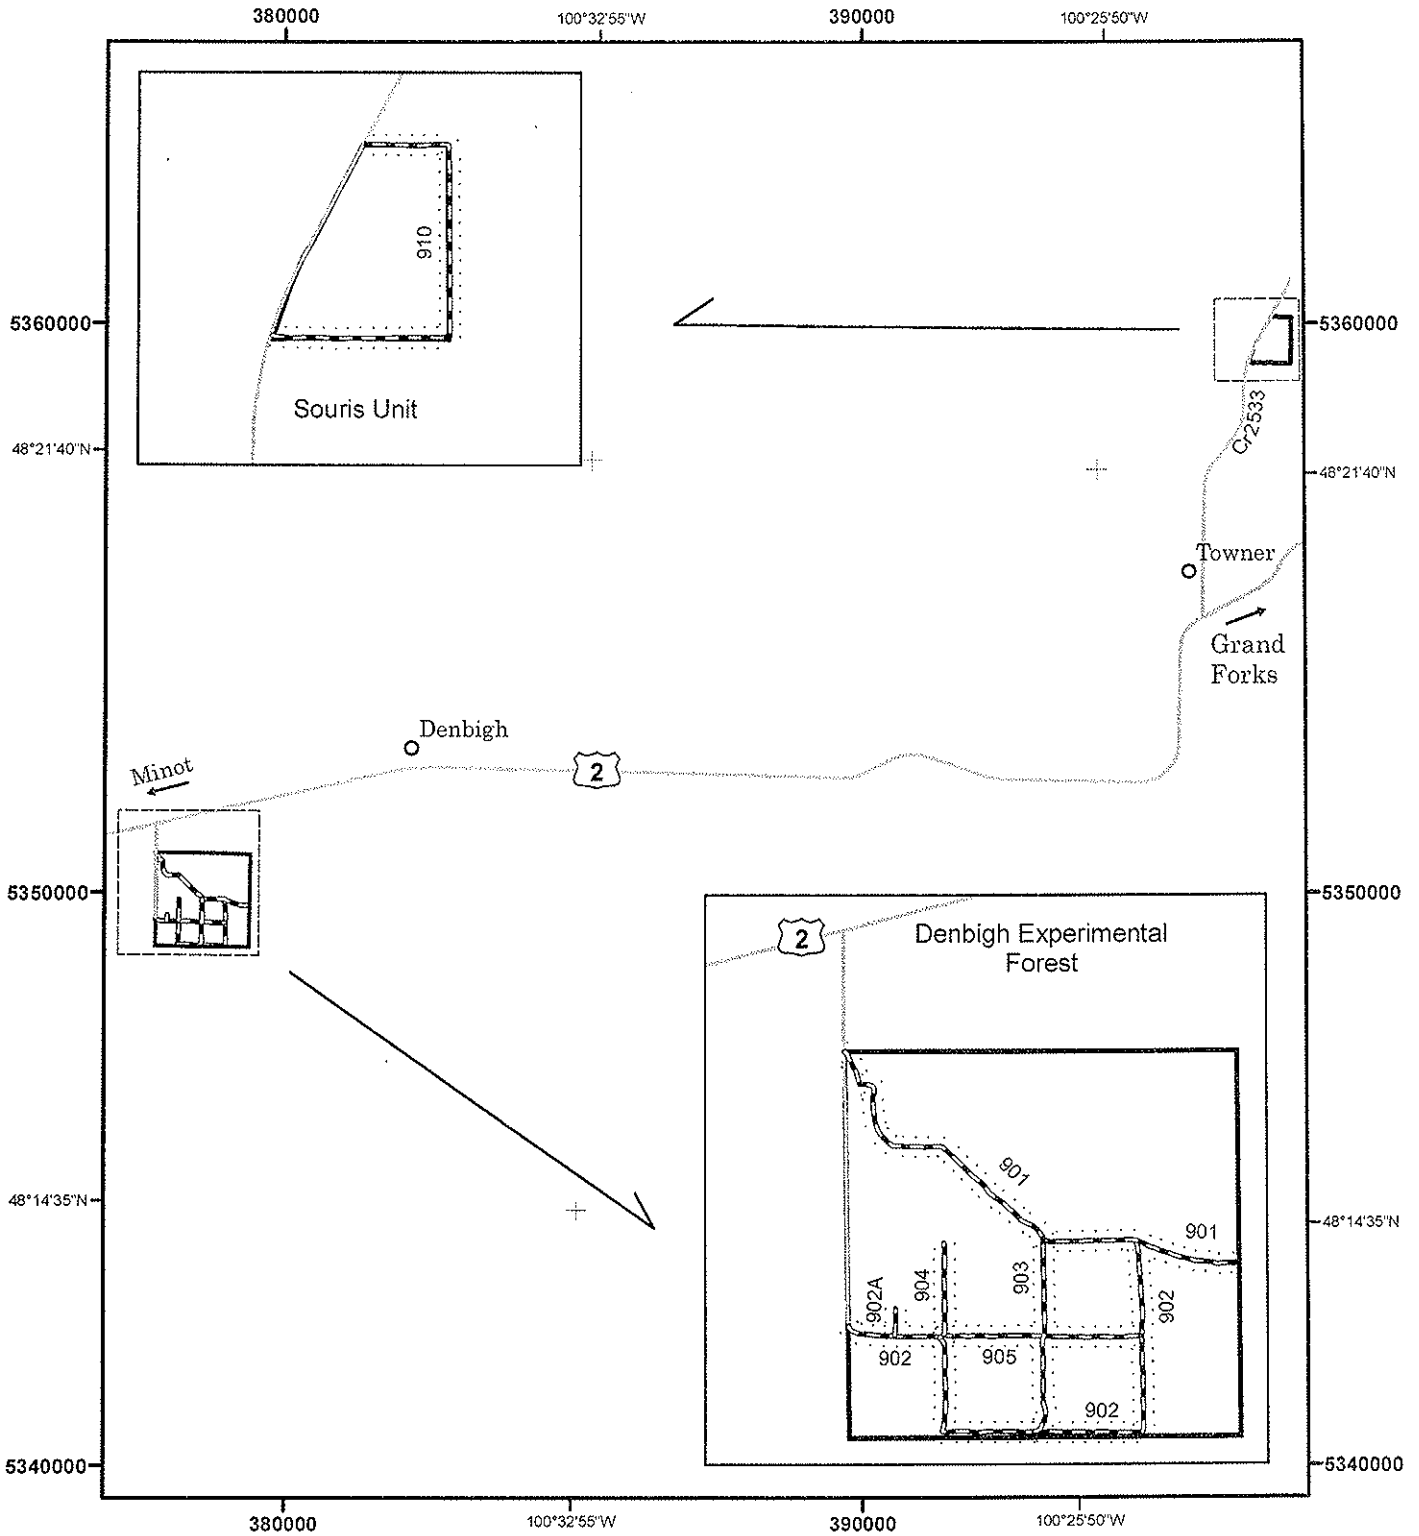 380000
100°32'55"W
390000
100°25'50"W
910
Souris Unit
5360000
5360000
Cr2533
48°21'40"N
48°21'40"N
Towner
Grand
Forks
Denbigh
2
Minot
5350000
5350000
2
Denbigh Experimental
Forest
901
48°14'35"N
48°14'35"N
901
902A
904
903
902
902
905
902
5340000
5340000
380000
100°32'55"W
390000
100°25'50"W